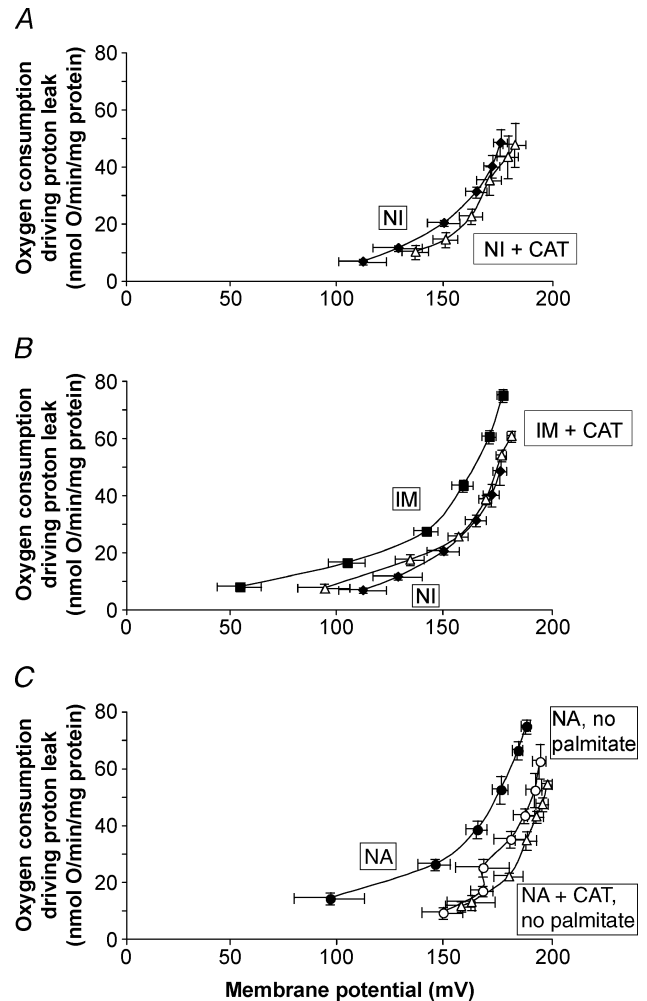 A
Oxygen consumption
driving proton leak
(nmol O/min/mg protein)
80
60
40
20
0
NI
NI + CAT
0 50 100 150 200
B
Oxygen consumption
driving proton leak
(nmol O/min/mg protein)
80
60
40
20
0
IM
IM + CAT
NI
0 50 100 150 200
C
Oxygen consumption
driving proton leak
(nmol O/min/mg protein)
80
60
40
20
0
NA, no
palmitate
NA
NA + CAT,
no palmitate
0 50 100 150 200
Membrane potential (mV)